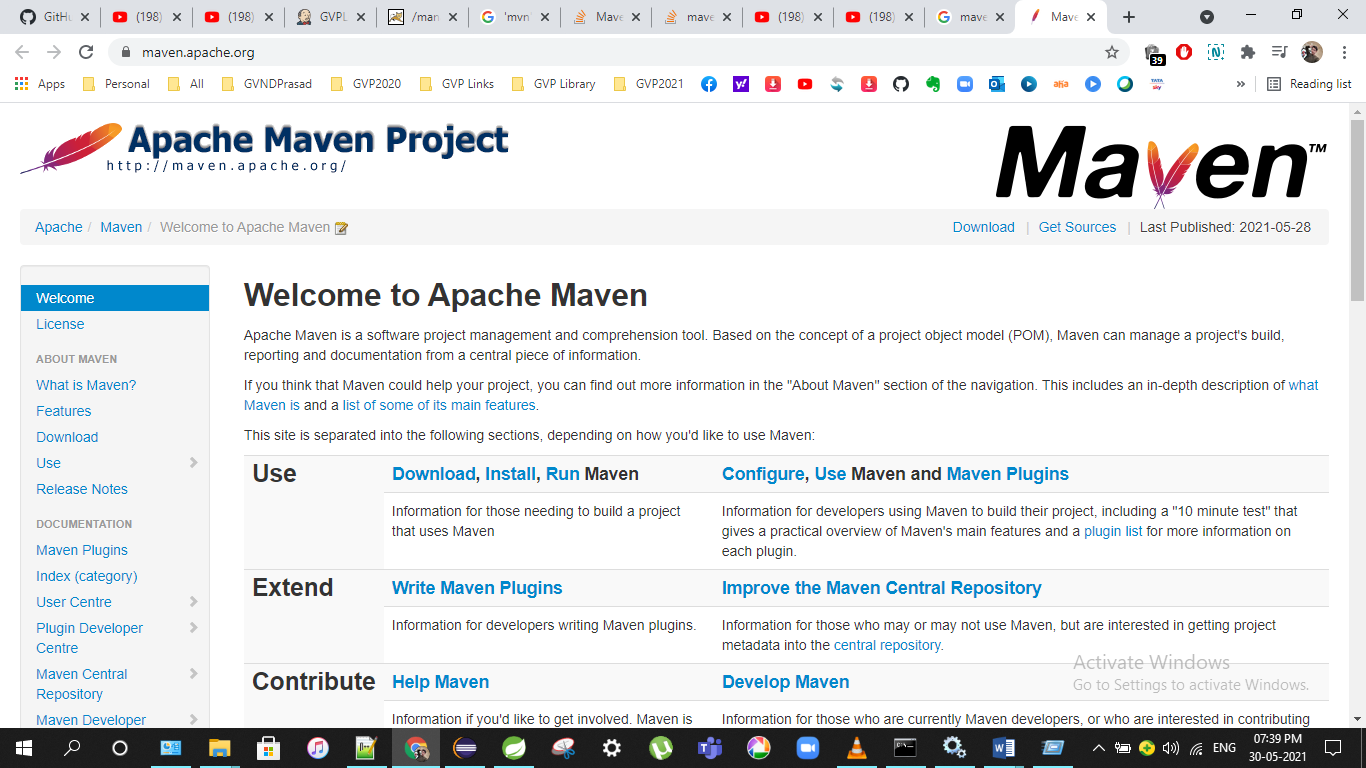 GitHu
(198)
(198)
GVPL
/man
'mvn'
Mave
mave
(198)
(198)
mave
Mave
maven.apache.org
39
Apps
Personal
All
GVNDPrasad
GVP2020
GVP Links
GVP Library
GVP2021
aha
TATA sky
»
Reading list
Apache Maven Project
http://maven.apache.org/
Maven™
Apache / Maven / Welcome to Apache Maven
Download | Get Sources | Last Published: 2021-05-28
Welcome
License
ABOUT MAVEN
What is Maven?
Features
Download
Use
Release Notes
DOCUMENTATION
Maven Plugins
Index (category)
User Centre
Plugin Developer
Centre
Maven Central
Repository
Maven Developer
Welcome to Apache Maven
Apache Maven is a software project management and comprehension tool. Based on the concept of a project object model (POM), Maven can manage a project's build,
reporting and documentation from a central piece of information.
If you think that Maven could help your project, you can find out more information in the "About Maven" section of the navigation. This includes an in-depth description of what
Maven is and a list of some of its main features.
This site is separated into the following sections, depending on how you'd like to use Maven:
Use
Download, Install, Run Maven
Configure, Use Maven and Maven Plugins
Information for those needing to build a project
that uses Maven
Information for developers using Maven to build their project, including a "10 minute test" that
gives a practical overview of Maven's main features and a plugin list for more information on
each plugin.
Extend
Write Maven Plugins
Improve the Maven Central Repository
Information for developers writing Maven plugins.
Information for those who may or may not use Maven, but are interested in getting project
metadata into the central repository.
Contribute
Help Maven
Develop Maven
Information if you'd like to get involved. Maven is
Information for those who are currently Maven developers, or who are interested in contributing
Activate Windows
Go to Settings to activate Windows.
ENG
07:39 PM
30-05-2021